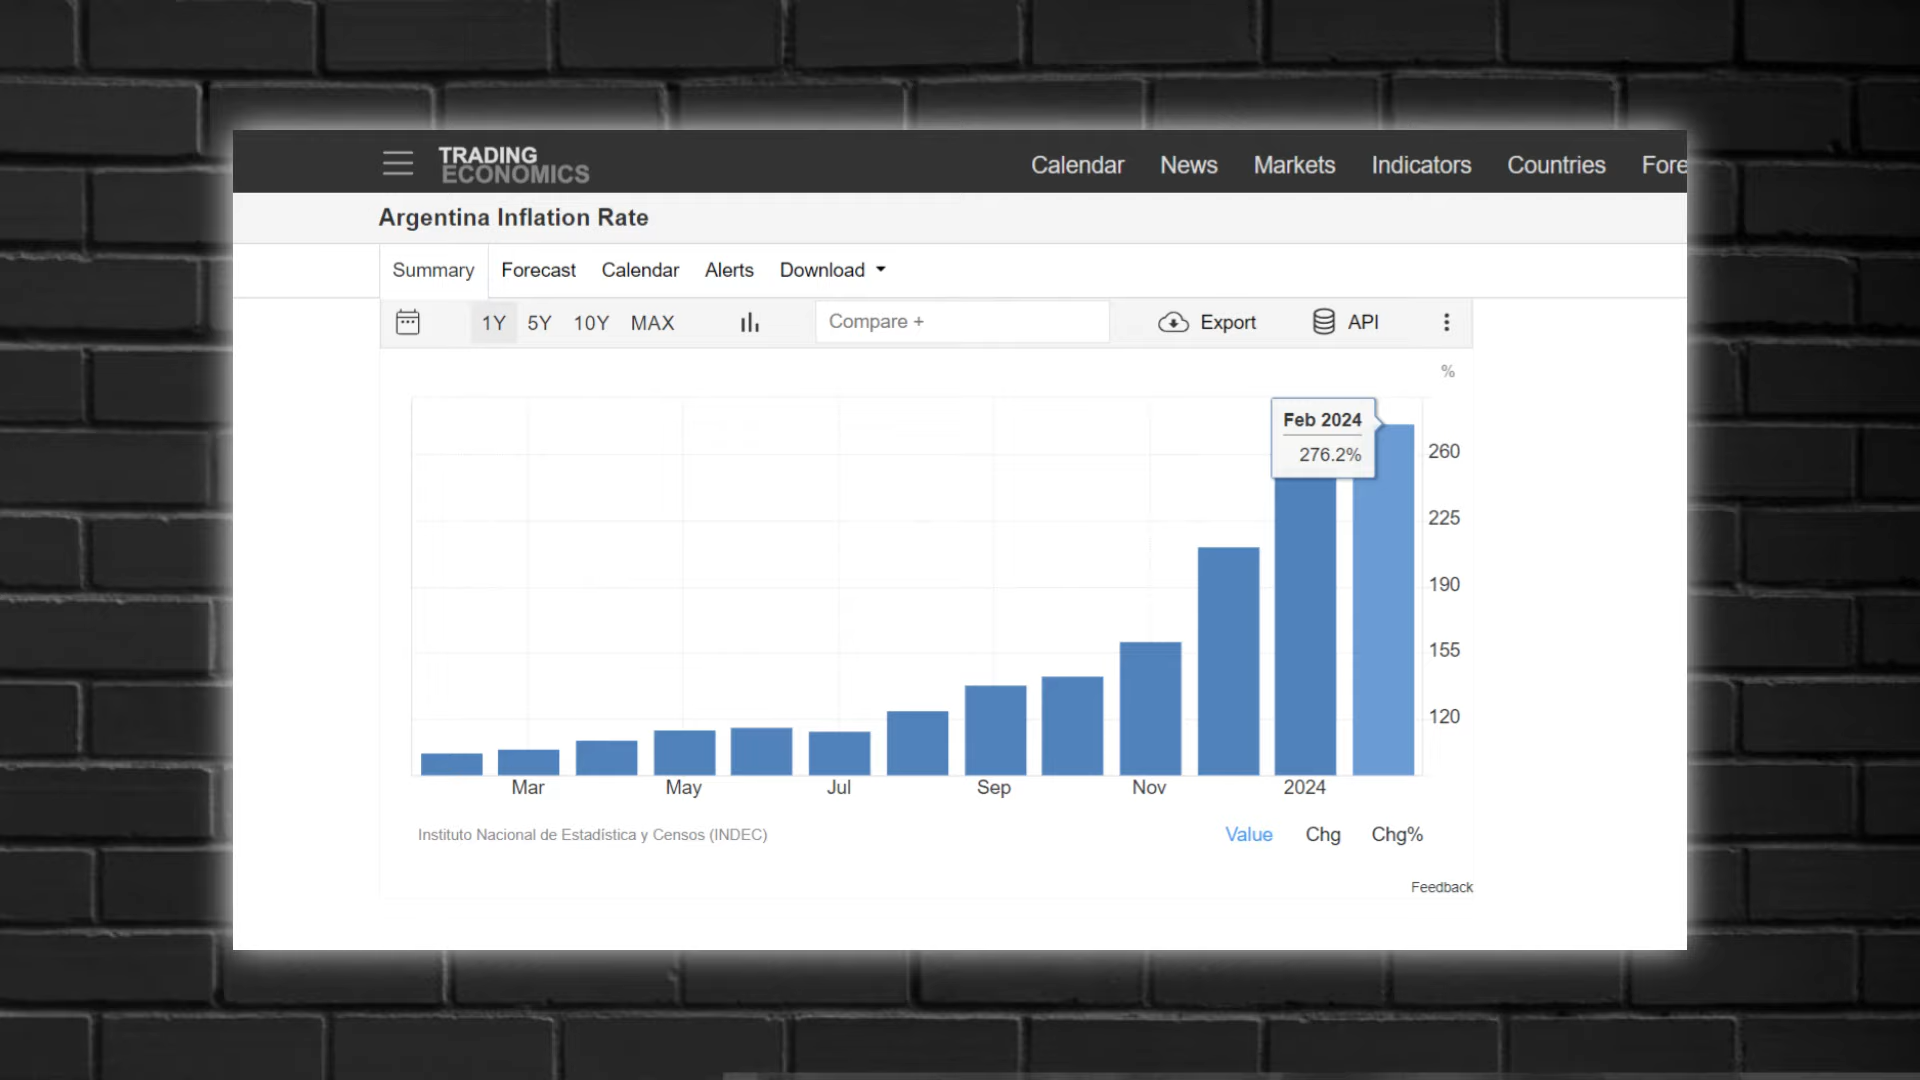 TRADING
ECONOMICS
Calendar News Markets Indicators Countries Fore
Argentina Inflation Rate
Summary Forecast Calendar Alerts Download
1Y 5Y 10Y MAX Compare + Export API
%
Feb 2024
276.2%
260
225
190
155
120
Mar May Jul Sep Nov 2024
Instituto Nacional de Estadística y Censos (INDEC) Value Chg Chg%
Feedback